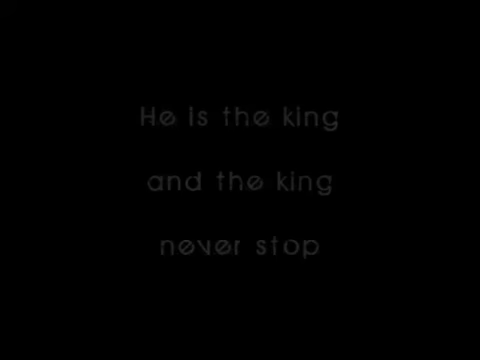 He is the king
and the king
never stop